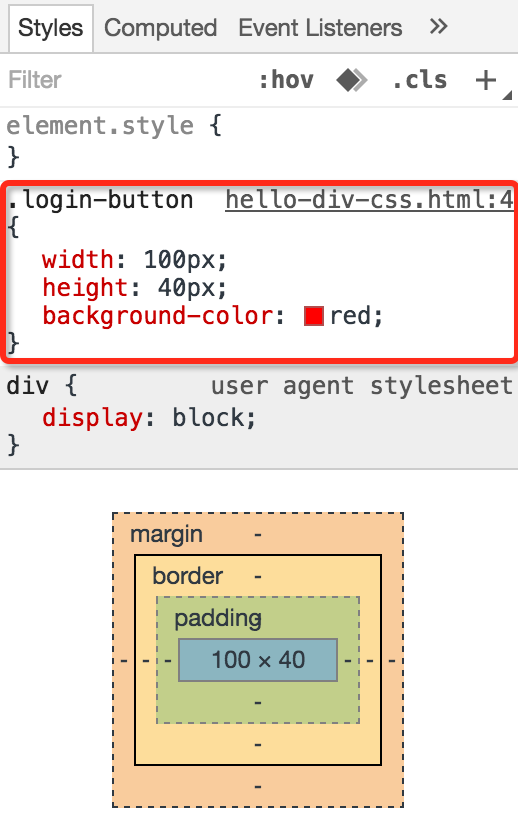 Styles Computed Event Listeners »
Filter :hov .cls +
element.style {
}
.login-button hello-div-css.html:4
{
width: 100px;
height: 40px;
background-color: red;
}
div { user agent stylesheet
display: block;
}
margin -
border -
padding -
- - - 100 × 40 - - -
-
-
-